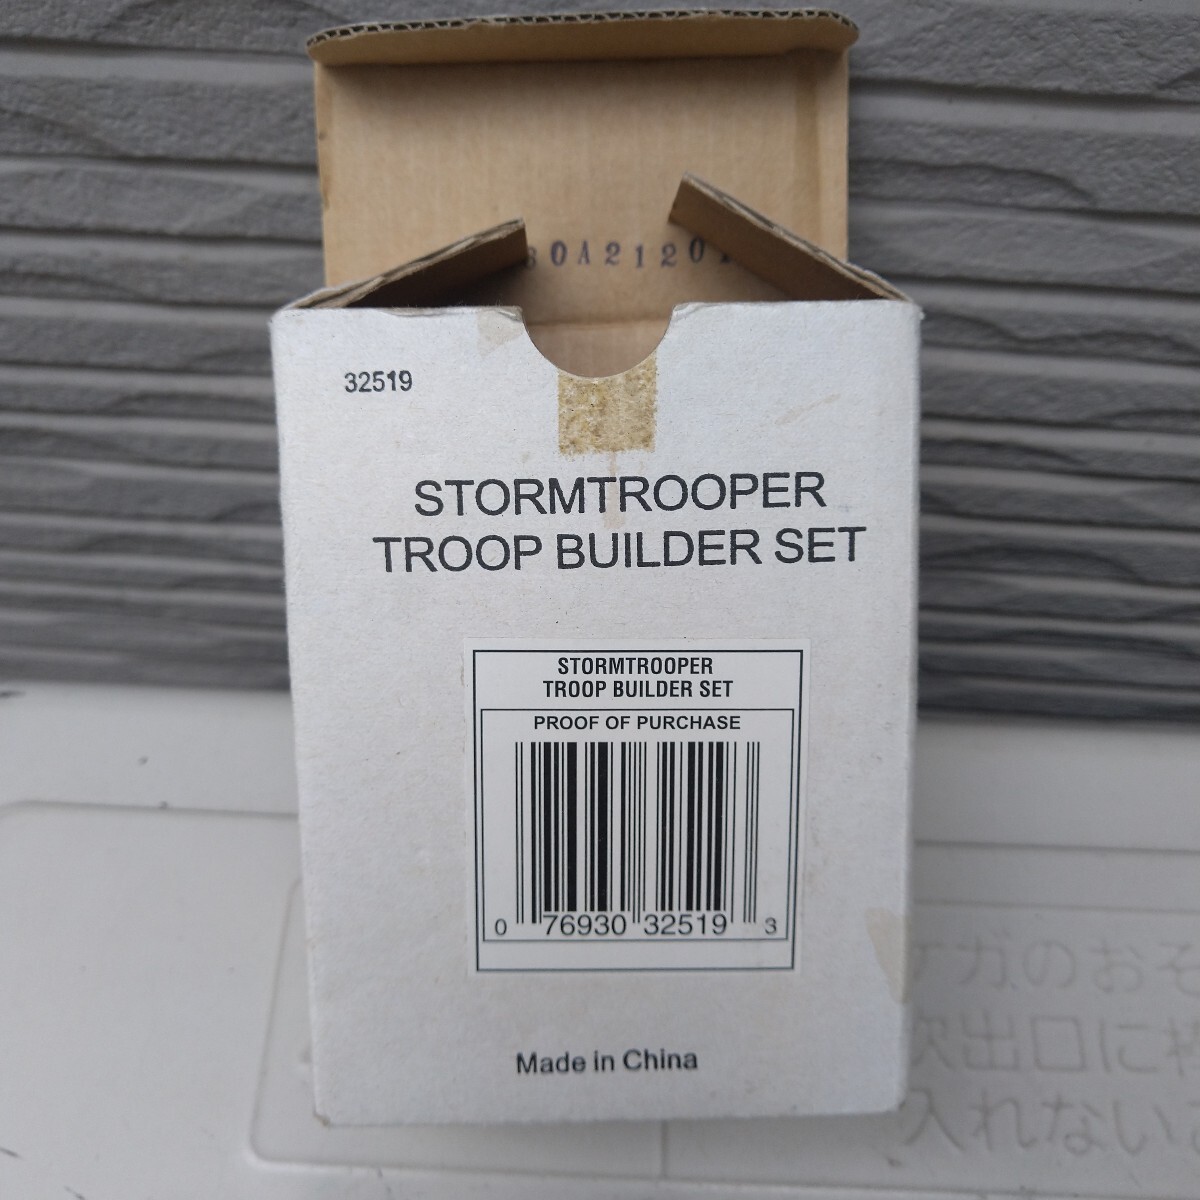 32519
STORMTROOPER
TROOP BUILDER SET
STORMTROOPER
TROOP BUILDER SET
PROOF OF PURCHASE
0 76930 32519 3
Made in China
ケガのおそ
吹出口に
入れない